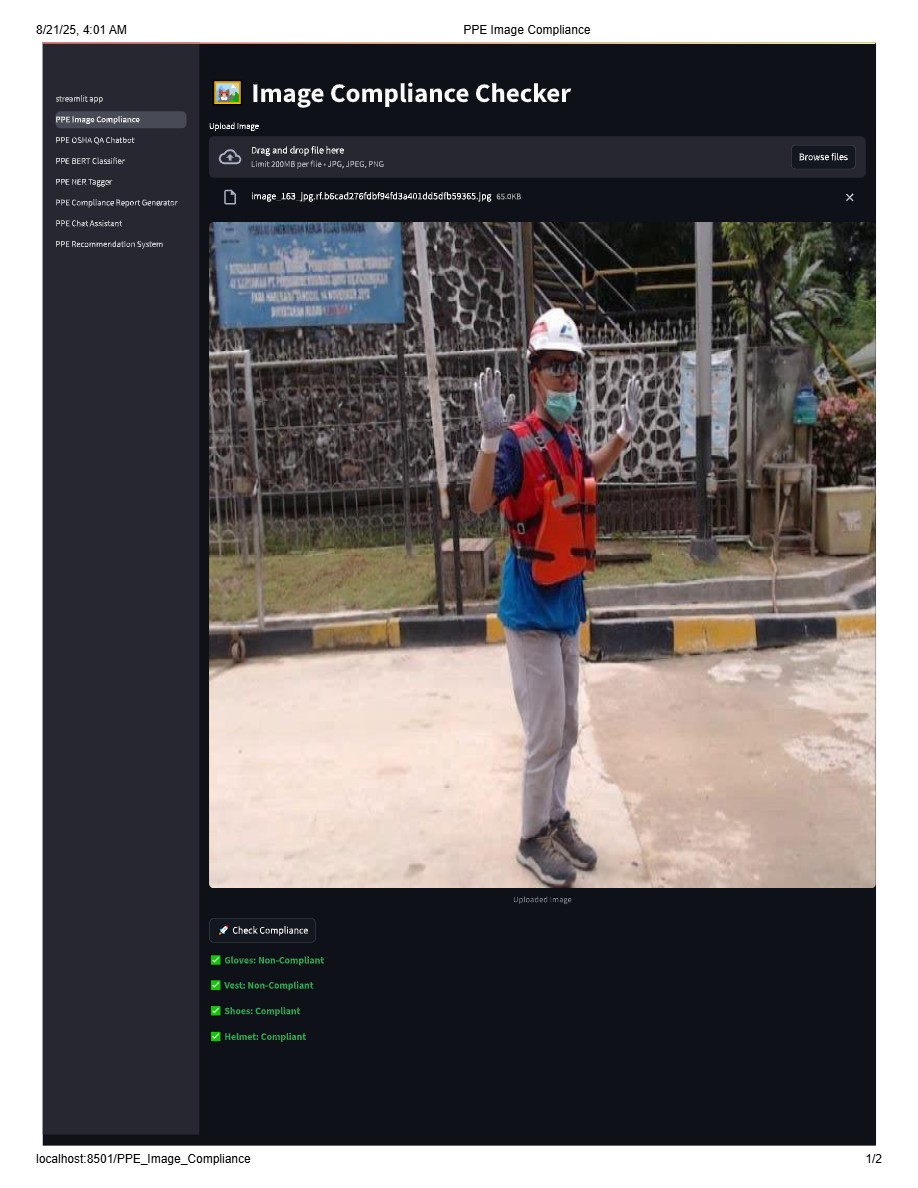 8/21/25, 4:01 AM
PPE Image Compliance
streamlit app
PPE Image Compliance
PPE OSHA QA Chatbot
PPE BERT Classifier
PPE NER Tagger
PPE Compliance Report Generator
PPE Chat Assistant
PPE Recommendation System
Image Compliance Checker
Upload Image
Drag and drop file here
Limit 200MB per file • JPG, JPEG, PNG
Browse files
image_163_jpg.rf.b6cad276fdbf94fd3a401dd5dfb59365.jpg 65.0KB
Uploaded Image
Check Compliance
Gloves: Non-Compliant
Vest: Non-Compliant
Shoes: Compliant
Helmet: Compliant
localhost:8501/PPE_Image_Compliance
1/2